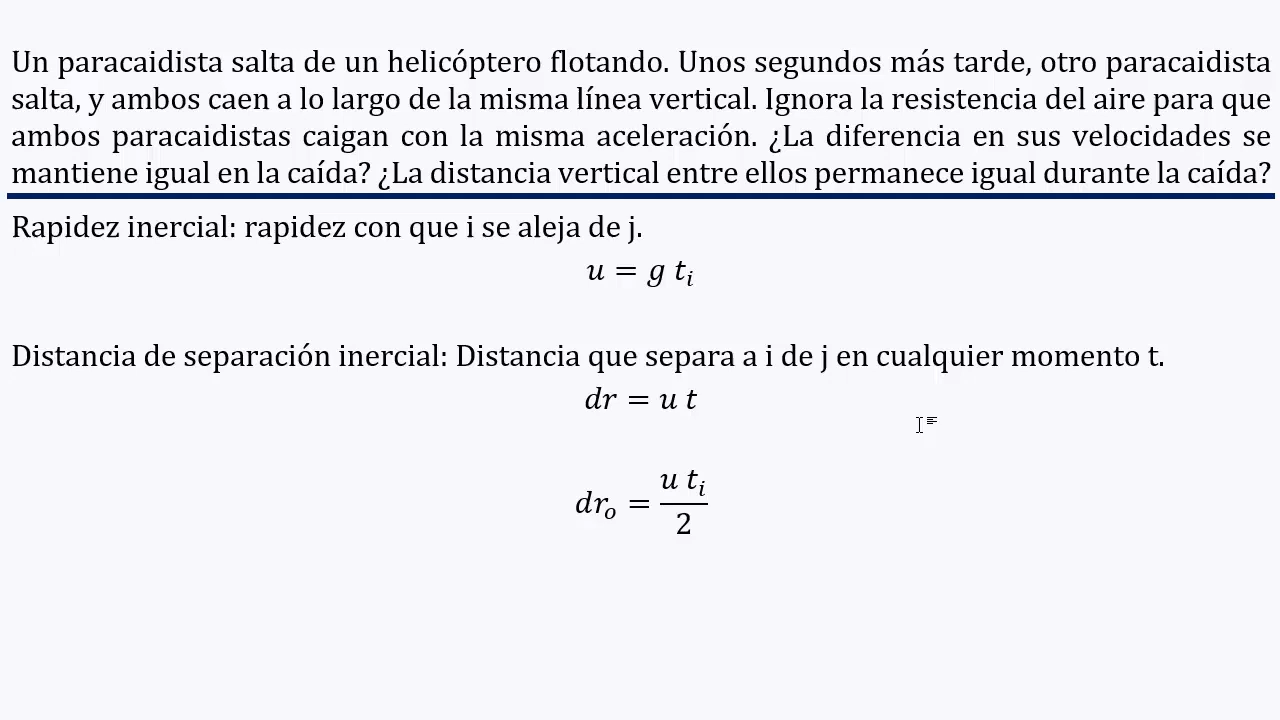 Un paracaidista salta de un helicóptero flotando. Unos segundos más tarde, otro paracaidista
salta, y ambos caen a lo largo de la misma línea vertical. Ignora la resistencia del aire para que
ambos paracaidistas caigan con la misma aceleración. ¿La diferencia en sus velocidades se
mantiene igual en la caída? ¿La distancia vertical entre ellos permanece igual durante la caída?
Rapidez inercial: rapidez con que i se aleja de j.
u = g t_i
Distancia de separación inercial: Distancia que separa a i de j en cualquier momento t.
dr = u t
dr_o = u t_i / 2